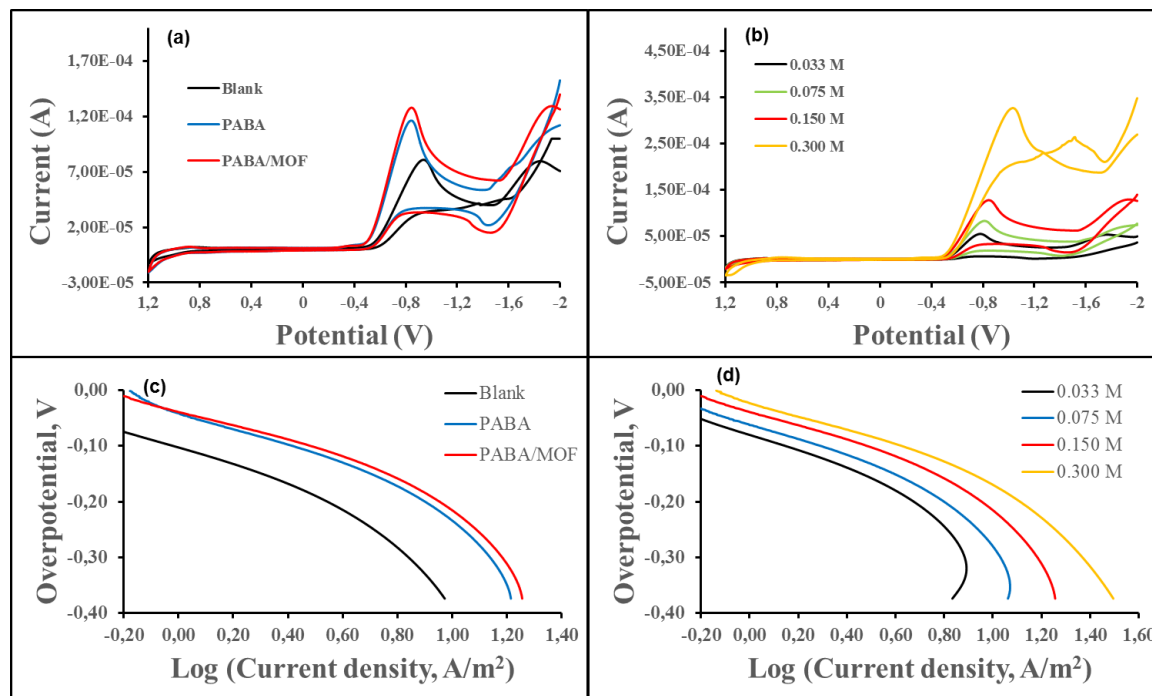 (a)
1,70E-04
1,20E-04
7,00E-05
2,00E-05
-3,00E-05
Current (A)
Blank
PABA
PABA/MOF
1,2 0,8 0,4 0 -0,4 -0,8 -1,2 -1,6 -2
Potential (V)
(b)
4,50E-04
3,50E-04
2,50E-04
1,50E-04
5,00E-05
-5,00E-05
Current (A)
0.033 M
0.075 M
0.150 M
0.300 M
1,2 0,8 0,4 0 -0,4 -0,8 -1,2 -1,6 -2
Potential (V)
(c)
0,00
-0,10
-0,20
-0,30
-0,40
Overpotential, V
Blank
PABA
PABA/MOF
-0,20 0,00 0,20 0,40 0,60 0,80 1,00 1,20 1,40
Log (Current density, A/m²)
(d)
0,00
-0,10
-0,20
-0,30
-0,40
Overpotential, V
0.033 M
0.075 M
0.150 M
0.300 M
-0,20 0,00 0,20 0,40 0,60 0,80 1,00 1,20 1,40 1,60
Log (Current density, A/m²)